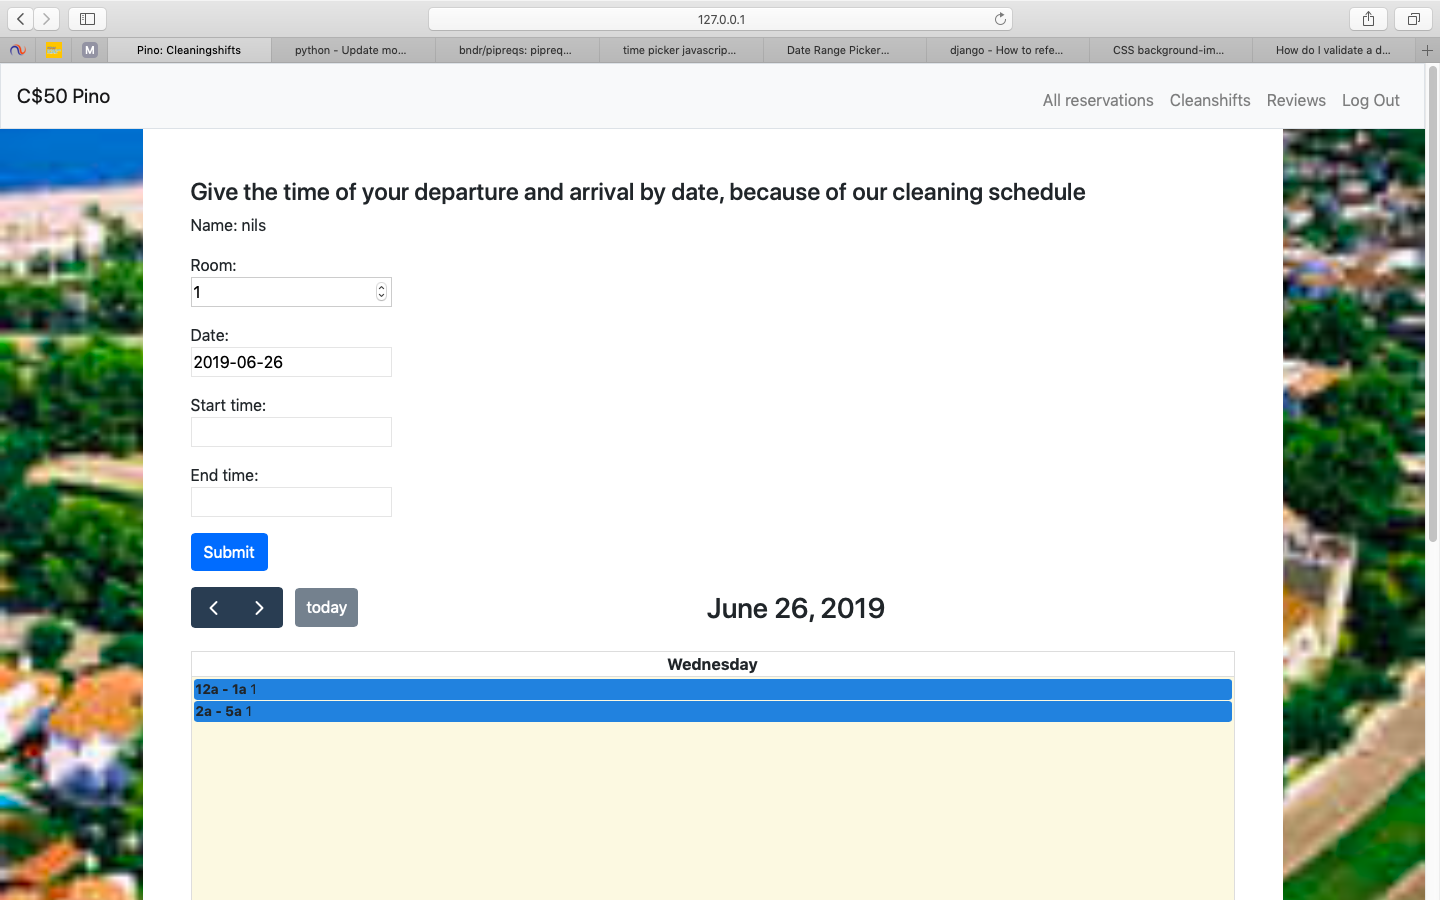 127.0.0.1
M
Pino: Cleaningshifts
python - Update mo...
bndr/pipreqs: pipreq...
time picker javascrip...
Date Range Picker...
django - How to refe...
CSS background-im...
How do I validate a d...
C$50 Pino
All reservations Cleanshifts Reviews Log Out
Give the time of your departure and arrival by date, because of our cleaning schedule
Name: nils
Room:
1
Date:
2019-06-26
Start time:
End time:
Submit
today
June 26, 2019
Wednesday
12a - 1a 1
2a - 5a 1